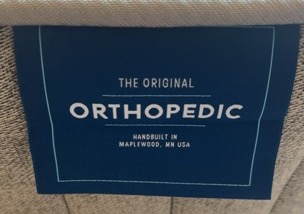 THE ORIGINAL
ORTHOPEDIC
HANDBUILT IN
MAPLEWOOD, MN USA